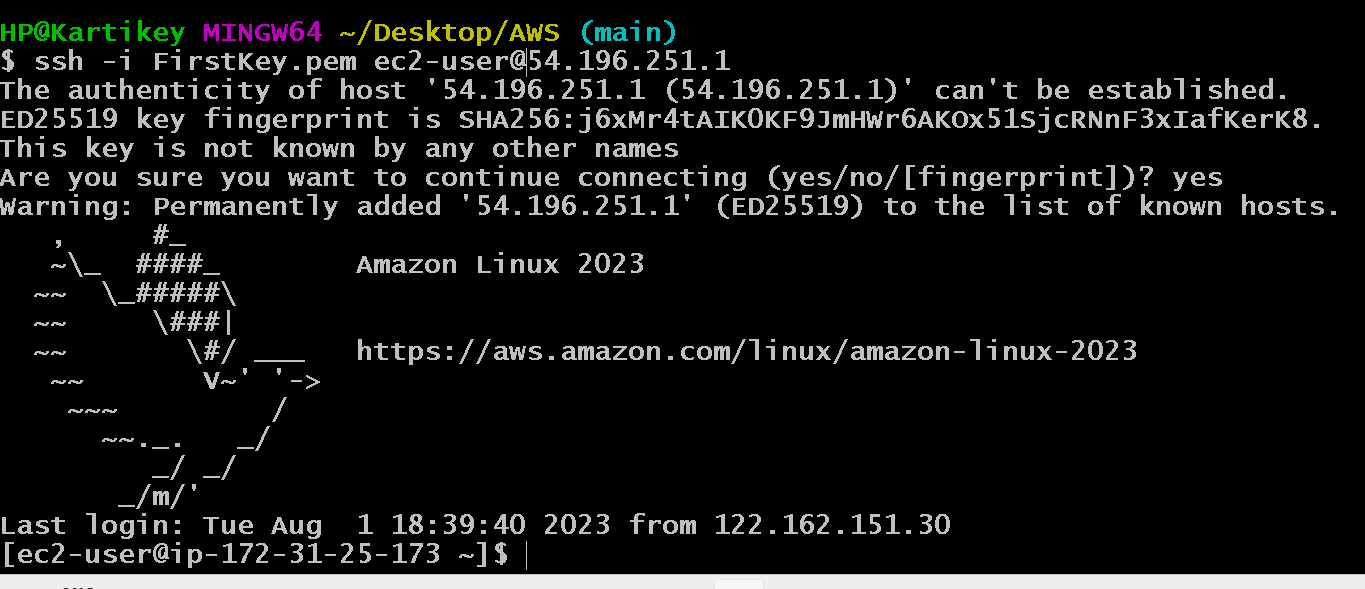 HP@Kartikey MINGW64 ~/Desktop/AWS (main)
$ ssh -i FirstKey.pem ec2-user@54.196.251.1
The authenticity of host '54.196.251.1 (54.196.251.1)' can't be established.
ED25519 key fingerprint is SHA256:j6xMr4tAIKOKF9JmHWr6AKOx51SjcRNnF3xIafKerK8.
This key is not known by any other names
Are you sure you want to continue connecting (yes/no/[fingerprint])? yes
Warning: Permanently added '54.196.251.1' (ED25519) to the list of known hosts.
   ,     #_
   ~\_  ####_        Amazon Linux 2023
  ~~  \_#####\
  ~~     \###|
  ~~       \#/ ___   https://aws.amazon.com/linux/amazon-linux-2023
   ~~       V~' '->
    ~~~         /
      ~~._.   _/
         _/ _/
       _/m/'
Last login: Tue Aug  1 18:39:40 2023 from 122.162.151.30
[ec2-user@ip-172-31-25-173 ~]$